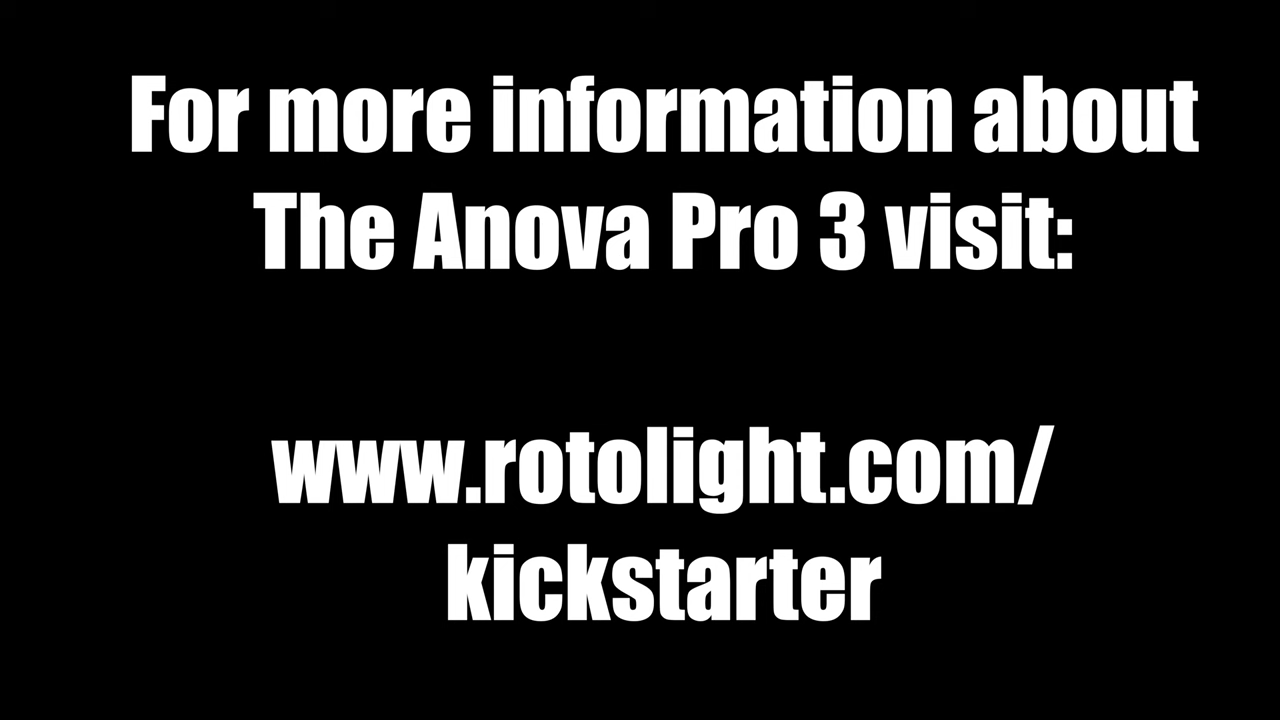 For more information about
The Anova Pro 3 visit:
www.rotolight.com/
kickstarter